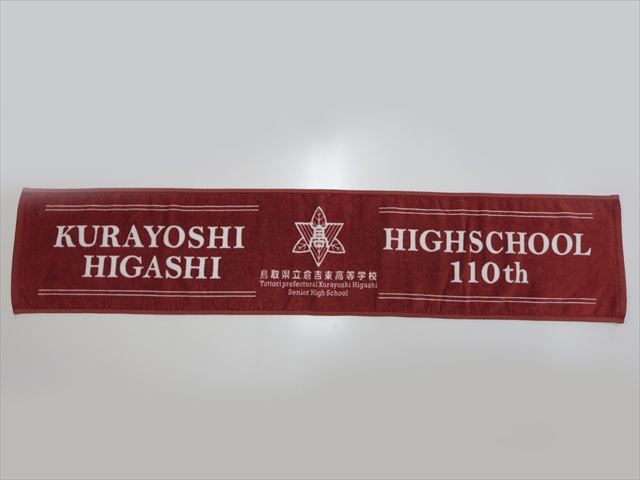 KURAYOSHI
HIGASHI
高
鳥取県立倉吉東高等学校
Tottori prefectural Kurayoshi Higashi
Senior High School
HIGHSCHOOL
110th